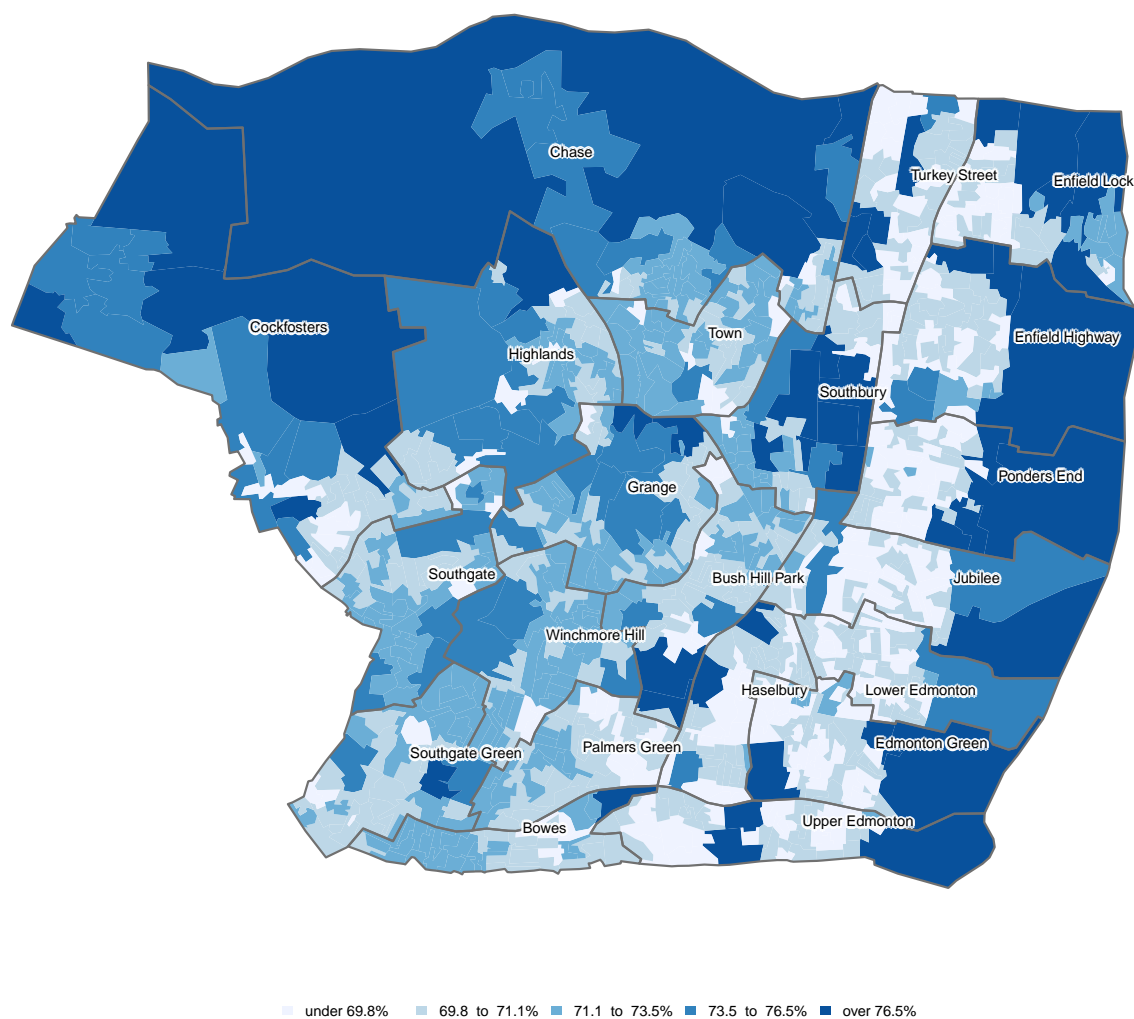 Chase
Turkey Street
Enfield Lock
Cockfosters
Town
Enfield Highway
Highlands
Southbury
Ponders End
Grange
Southgate
Bush Hill Park
Jubilee
Winchmore Hill
Haselbury
Lower Edmonton
Southgate Green
Palmers Green
Edmonton Green
Bowes
Upper Edmonton
under 69.8% 69.8 to 71.1% 71.1 to 73.5% 73.5 to 76.5% over 76.5%